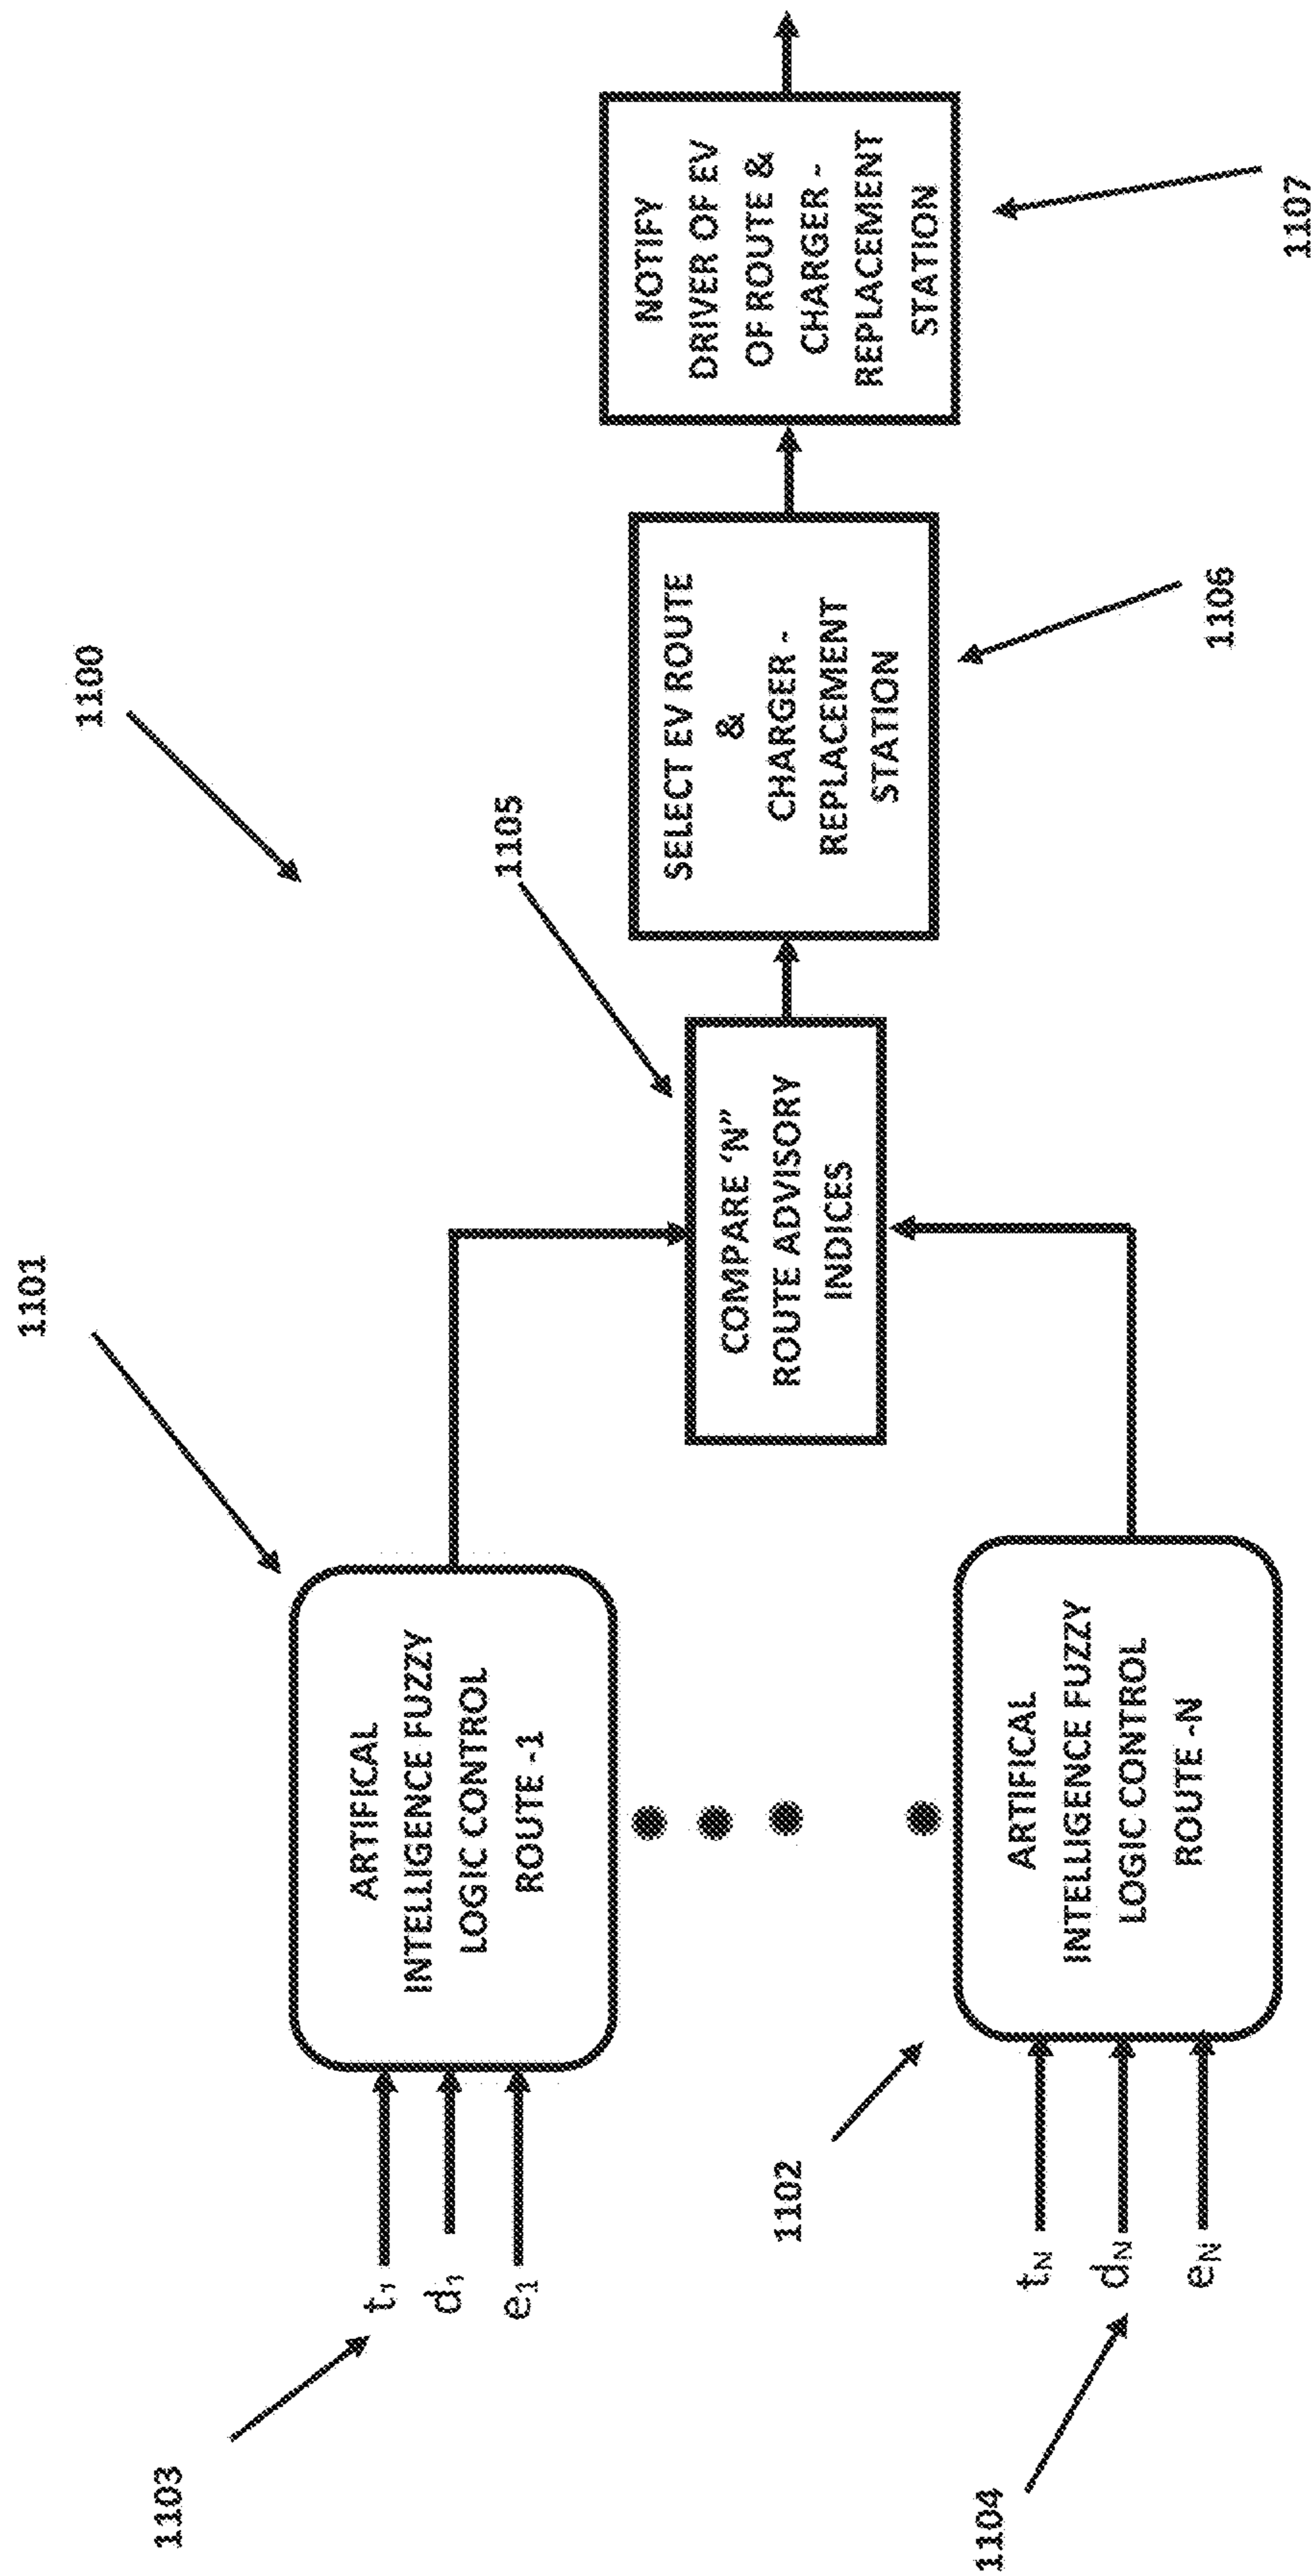 1100
1101
1103
t₁
d₁
e₁
ARTIFICAL
INTELLIGENCE FUZZY
LOGIC CONTROL
ROUTE -1
1102
1104
tN
dN
eN
ARTIFICAL
INTELLIGENCE FUZZY
LOGIC CONTROL
ROUTE -N
1105
COMPARE 'N"
ROUTE ADVISORY
INDICES
SELECT EV ROUTE
&
CHARGER -
REPLACEMENT
STATION
1106
NOTIFY
DRIVER OF EV
OF ROUTE &
CHARGER -
REPLACEMENT
STATION
1107